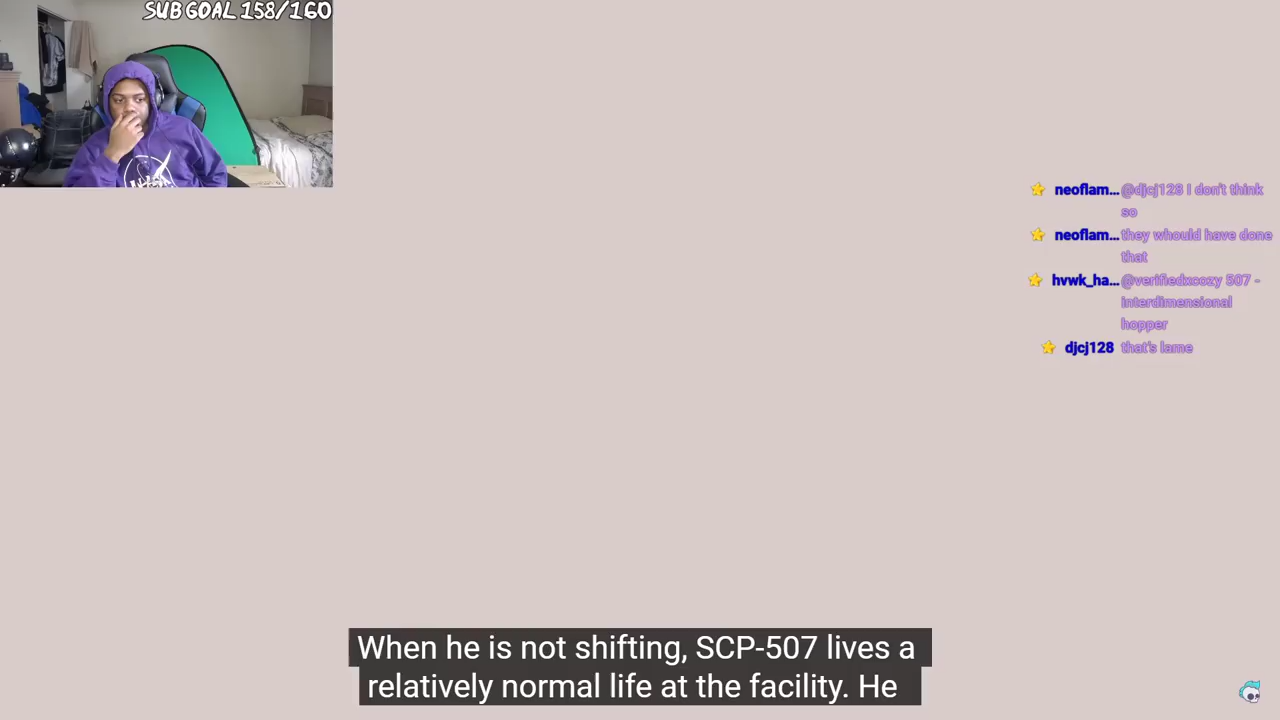 SUB GOAL 158/160
neoflam... @djcj128 I don't think
so
neoflam... they whould have done
that
hvwk_ha... @verifiedxcozy 507 -
interdimensional
hopper
djcj128 that's lame
When he is not shifting, SCP-507 lives a
relatively normal life at the facility. He